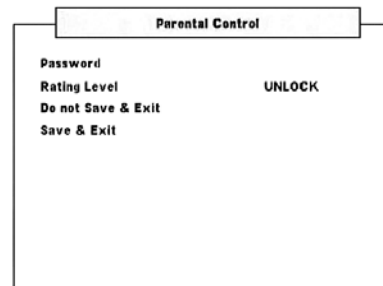 Parental Control
Password
Rating Level UNLOCK
Do not Save & Exit
Save & Exit